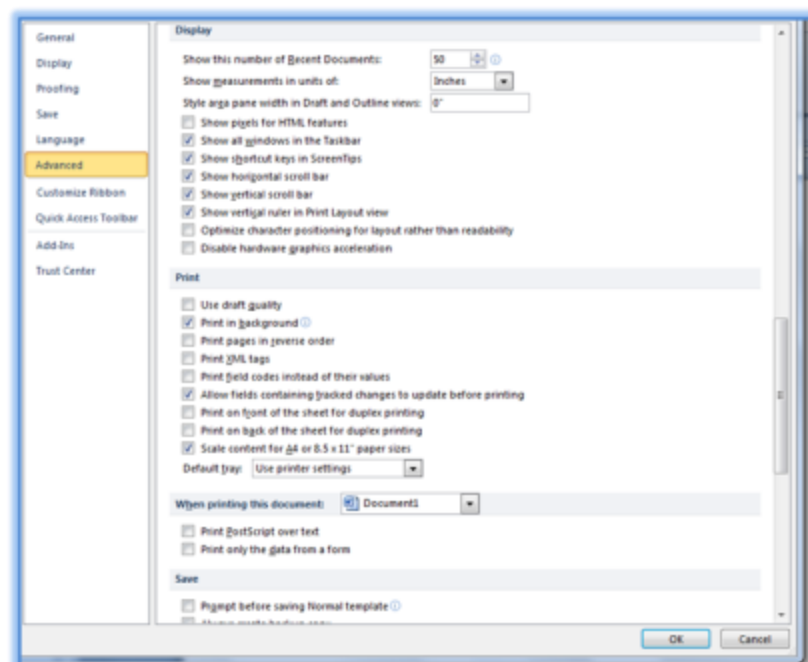 General
Display
Proofing
Save
Language
Advanced
Customize Ribbon
Quick Access Toolbar
Add-Ins
Trust Center
Display
Show this number of Recent Documents: 50
Show measurements in units of: Inches
Style area pane width in Draft and Outline views: 0"
Show pixels for HTML features
Show all windows in the Taskbar
Show shortcut keys in ScreenTips
Show horizontal scroll bar
Show vertical scroll bar
Show vertical ruler in Print Layout view
Optimize character positioning for layout rather than readability
Disable hardware graphics acceleration
Print
Use draft quality
Print in background
Print pages in reverse order
Print XML tags
Print field codes instead of their values
Allow fields containing tracked changes to update before printing
Print on front of the sheet for duplex printing
Print on back of the sheet for duplex printing
Scale content for A4 or 8.5 x 11" paper sizes
Default tray: Use printer settings
When printing this document: Document1
Print PostScript over text
Print only the data from a form
Save
Prompt before saving Normal template
Always create backup copy
OK Cancel